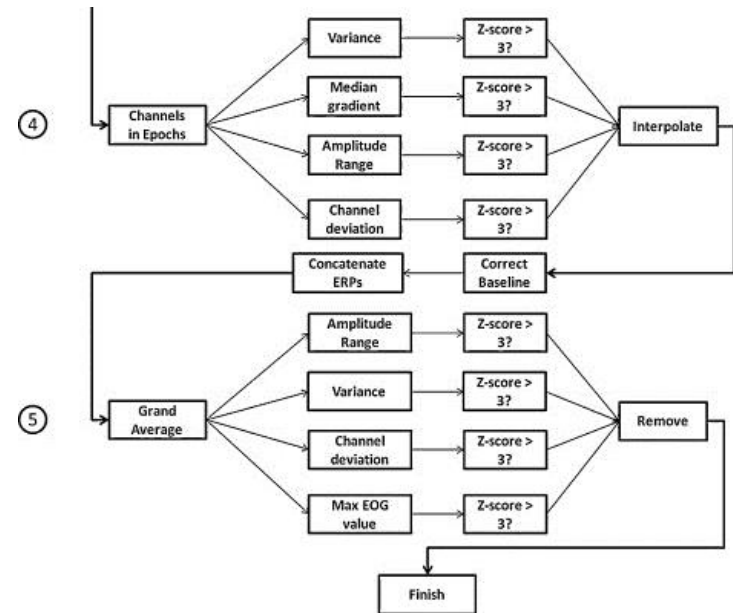 Variance
Z-score >
3?
Median
gradient
Z-score >
3?
4
Channels
in Epochs
Interpolate
Amplitude
Range
Z-score >
3?
Channel
deviation
Z-score >
3?
Concatenate
ERPs
Correct
Baseline
Amplitude
Range
Z-score >
3?
Variance
Z-score >
3?
5
Grand
Average
Remove
Channel
deviation
Z-score >
3?
Max EOG
value
Z-score >
3?
Finish